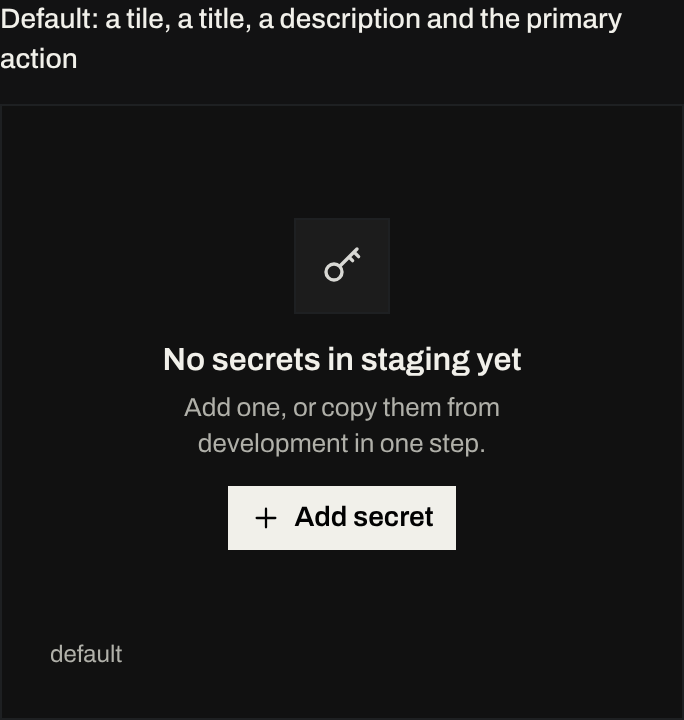 Default: a tile, a title, a description and the primary
action
No secrets in staging yet
Add one, or copy them from
development in one step.
Add secret
default